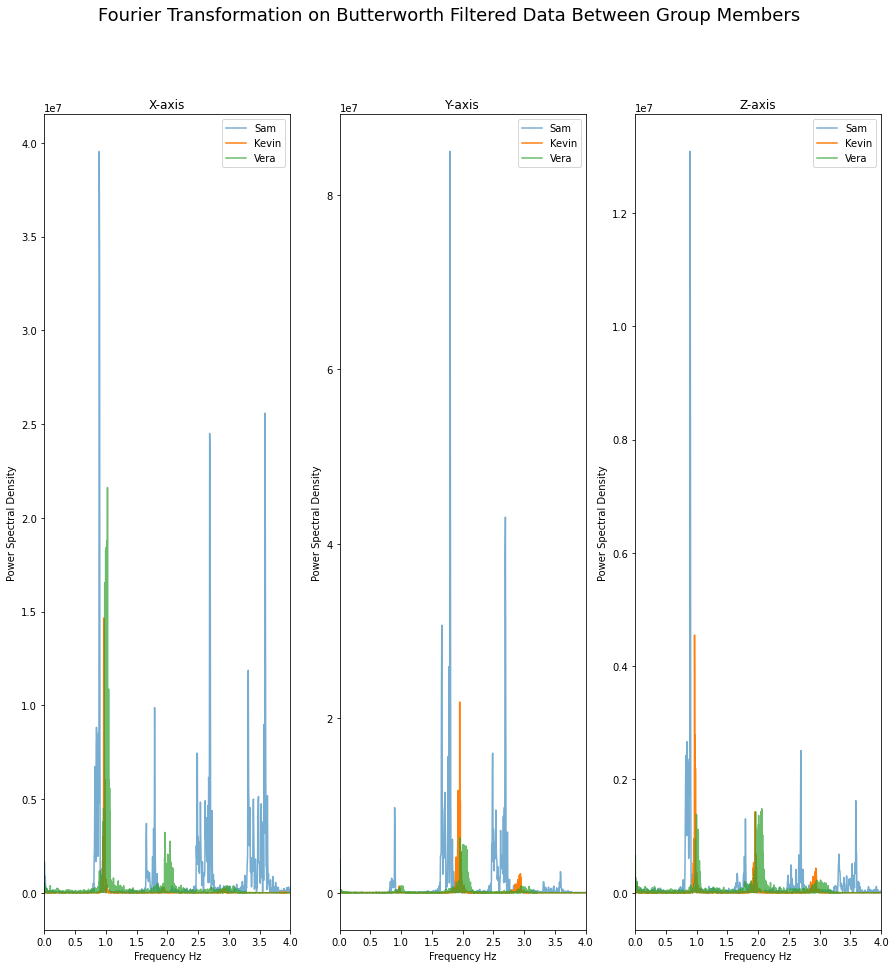 Fourier Transformation on Butterworth Filtered Data Between Group Members
X-axis
1e7
Sam
Kevin
Vera
4.0
3.5
3.0
2.5
2.0
1.5
1.0
0.5
0.0
Power Spectral Density
0.0 0.5 1.0 1.5 2.0 2.5 3.0 3.5 4.0
Frequency Hz
Y-axis
1e7
Sam
Kevin
Vera
8
6
4
2
0
Power Spectral Density
0.0 0.5 1.0 1.5 2.0 2.5 3.0 3.5 4.0
Frequency Hz
Z-axis
1e7
Sam
Kevin
Vera
1.2
1.0
0.8
0.6
0.4
0.2
0.0
Power Spectral Density
0.0 0.5 1.0 1.5 2.0 2.5 3.0 3.5 4.0
Frequency Hz